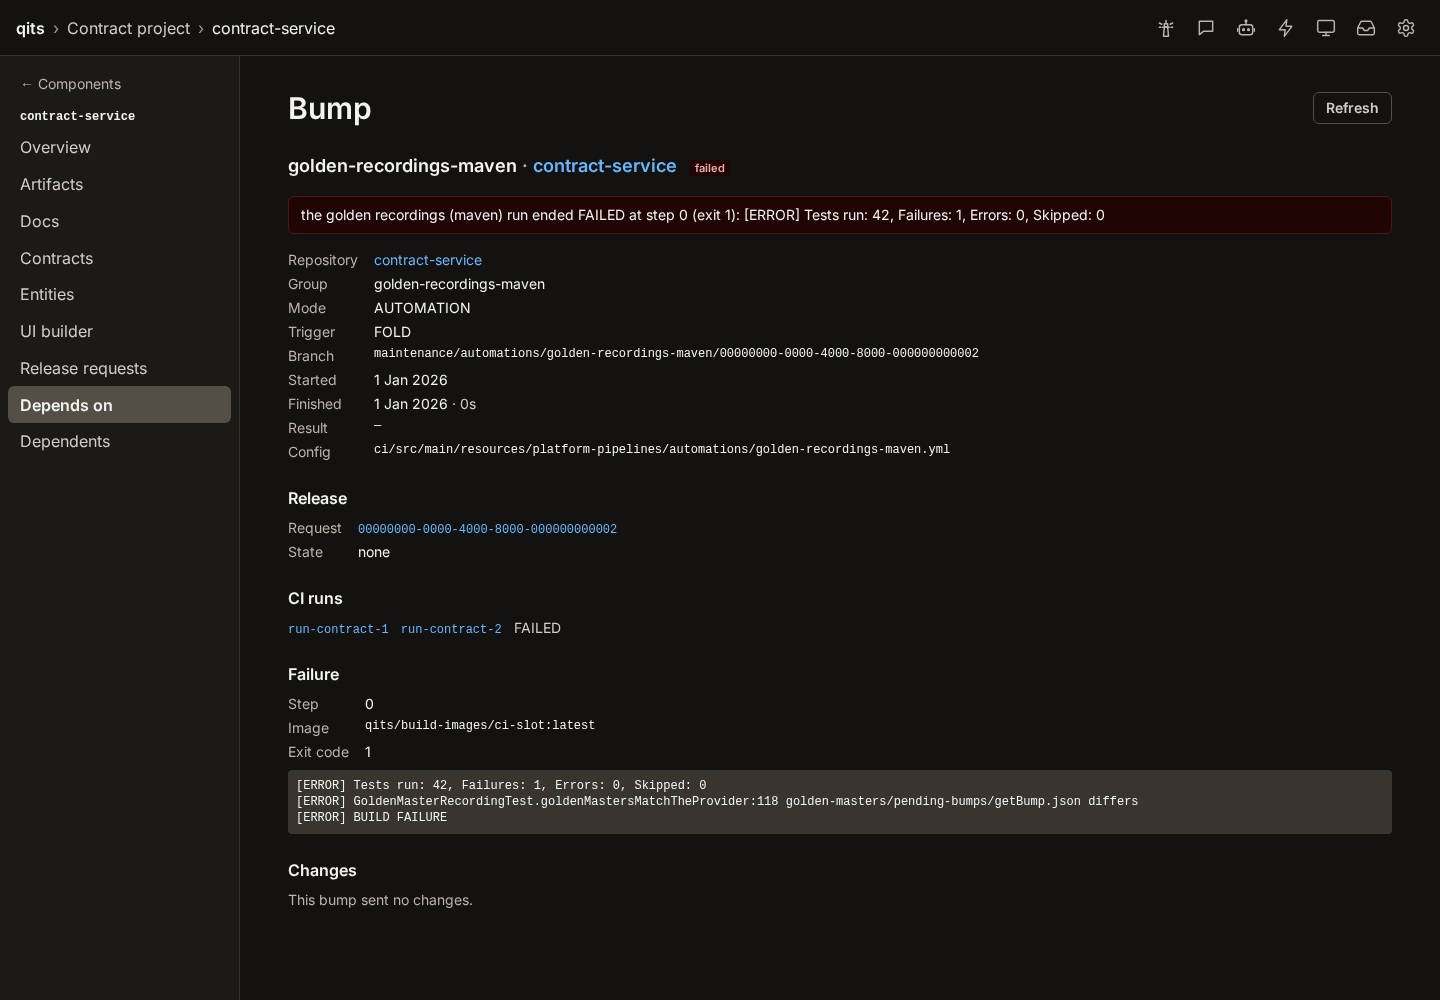 qits › Contract project › contract-service
← Components
contract-service
Overview
Artifacts
Docs
Contracts
Entities
UI builder
Release requests
Depends on
Dependents
Bump
Refresh
golden-recordings-maven · contract-service failed
the golden recordings (maven) run ended FAILED at step 0 (exit 1): [ERROR] Tests run: 42, Failures: 1, Errors: 0, Skipped: 0
Repository contract-service
Group golden-recordings-maven
Mode AUTOMATION
Trigger FOLD
Branch maintenance/automations/golden-recordings-maven/00000000-0000-4000-8000-000000000002
Started 1 Jan 2026
Finished 1 Jan 2026 · 0s
Result –
Config ci/src/main/resources/platform-pipelines/automations/golden-recordings-maven.yml
Release
Request 00000000-0000-4000-8000-000000000002
State none
CI runs
run-contract-1 run-contract-2 FAILED
Failure
Step 0
Image qits/build-images/ci-slot:latest
Exit code 1
[ERROR] Tests run: 42, Failures: 1, Errors: 0, Skipped: 0
[ERROR] GoldenMasterRecordingTest.goldenMastersMatchTheProvider:118 golden-masters/pending-bumps/getBump.json differs
[ERROR] BUILD FAILURE
Changes
This bump sent no changes.